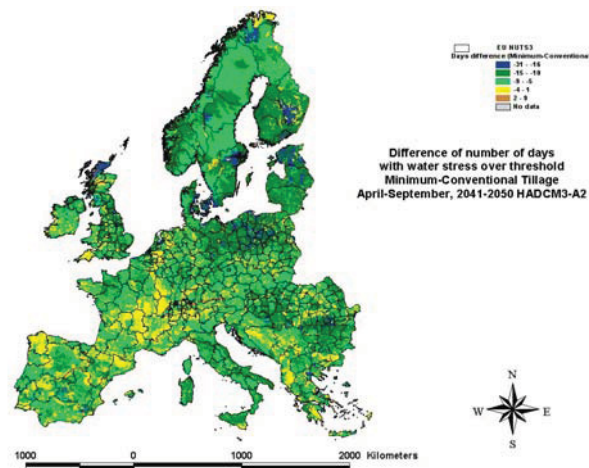 EU NUTS3
Days difference (Minimum-Conventional
-31 - -16
-15 - -10
-9 - -5
-4 - 1
2 - 9
No data
Difference of number of days
with water stress over threshold
Minimum-Conventional Tillage
April-September, 2041-2050 HADCM3-A2
N
W E
S
1000 0 1000 2000 Kilometers